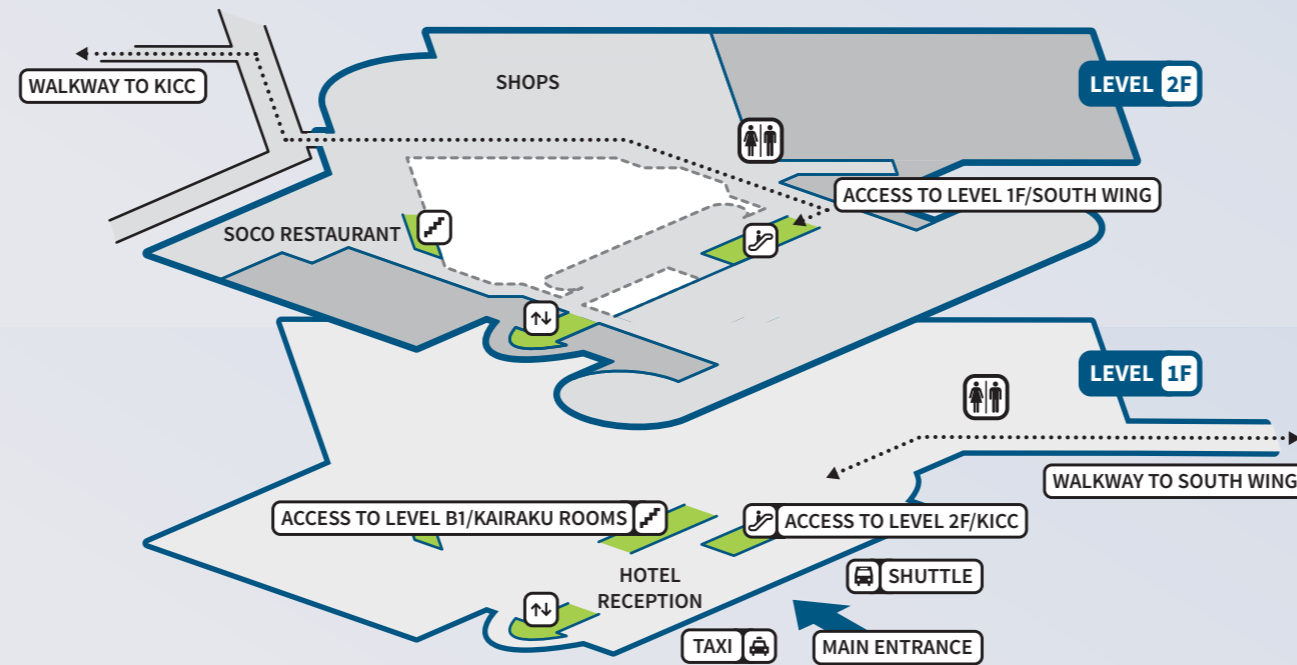 WALKWAY TO KICC
SHOPS
LEVEL 2F
ACCESS TO LEVEL 1F/SOUTH WING
SOCO RESTAURANT
LEVEL 1F
WALKWAY TO SOUTH WING
ACCESS TO LEVEL B1/KAIRAKU ROOMS
ACCESS TO LEVEL 2F/KICC
HOTEL
RECEPTION
SHUTTLE
TAXI
MAIN ENTRANCE